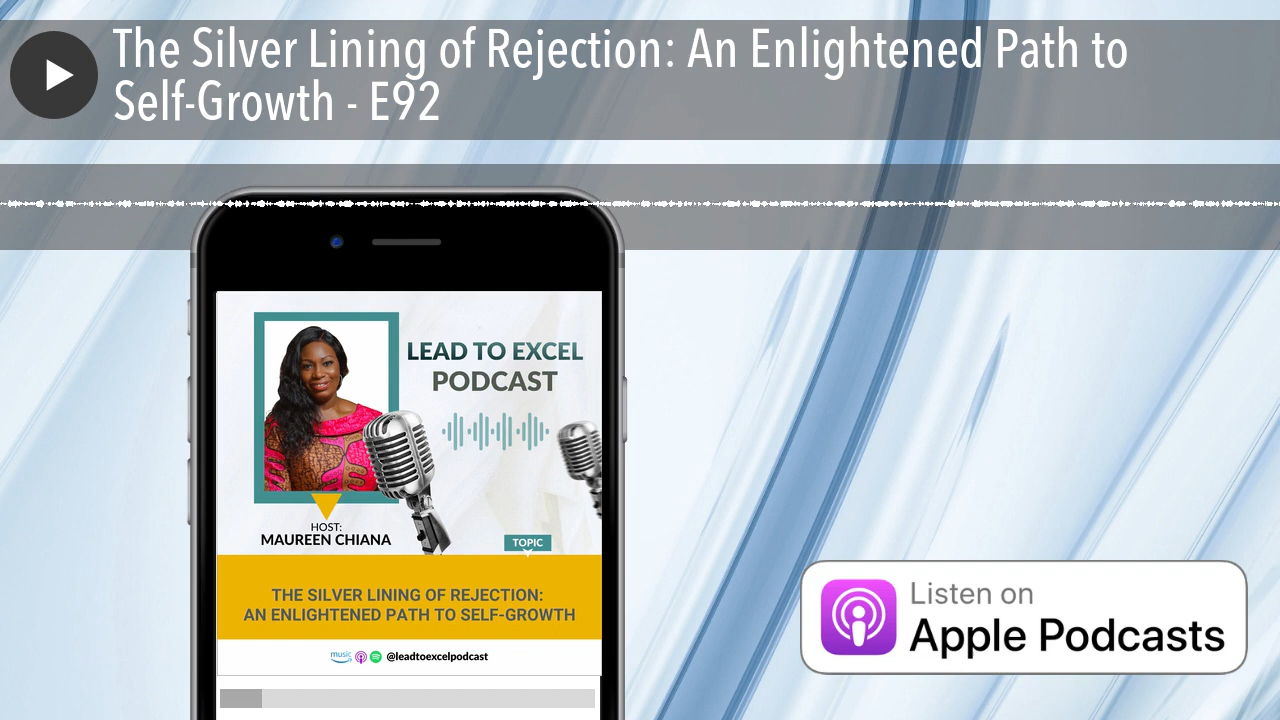 The Silver Lining of Rejection: An Enlightened Path to
Self-Growth - E92
LEAD TO EXCEL
PODCAST
HOST:
MAUREEN CHIANA
TOPIC
THE SILVER LINING OF REJECTION:
AN ENLIGHTENED PATH TO SELF-GROWTH
music
@leadtoexcelpodcast
Listen on
Apple Podcasts